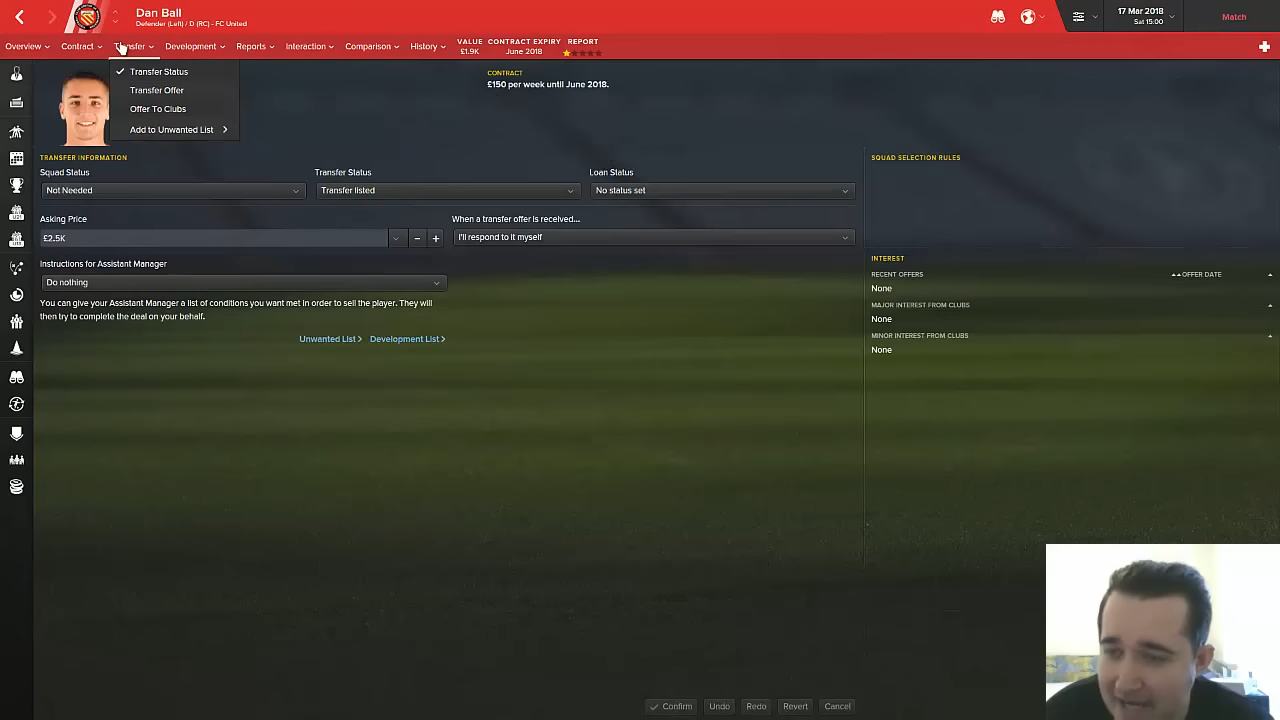 Dan Ball
Defender (Left) / D (RC) - FC United
17 Mar 2018
Sat 15:00
Match
Overview
Contract
Transfer
Development
Reports
Interaction
Comparison
History
VALUE
£1.9K
CONTRACT EXPIRY
June 2018
REPORT
Transfer Status
Transfer Offer
Offer To Clubs
Add to Unwanted List
CONTRACT
£150 per week until June 2018.
TRANSFER INFORMATION
Squad Status
Not Needed
Transfer Status
Transfer listed
Loan Status
No status set
Asking Price
£2.5K
When a transfer offer is received...
I'll respond to it myself
Instructions for Assistant Manager
Do nothing
You can give your Assistant Manager a list of conditions you want met in order to sell the player. They will
then try to complete the deal on your behalf.
Unwanted List >
Development List >
SQUAD SELECTION RULES
INTEREST
RECENT OFFERS
OFFER DATE
None
MAJOR INTEREST FROM CLUBS
None
MINOR INTEREST FROM CLUBS
None
Confirm
Undo
Redo
Revert
Cancel